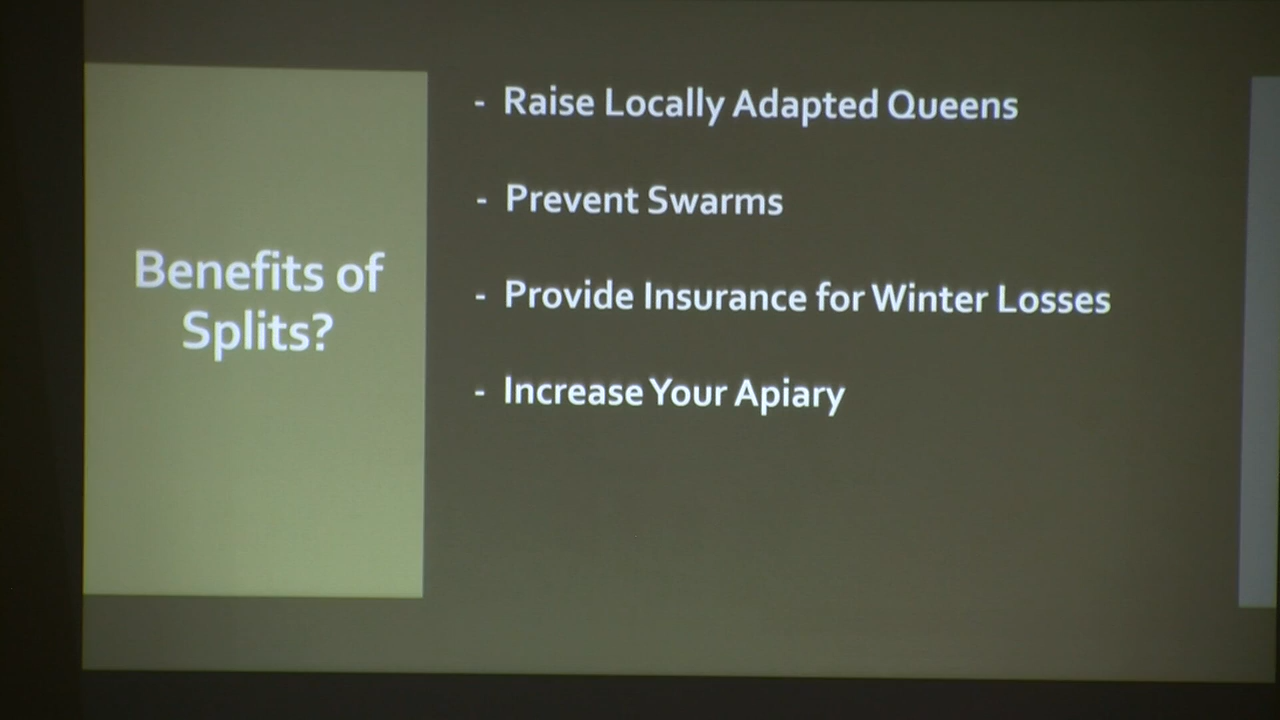 Benefits of
Splits?
- Raise Locally Adapted Queens
- Prevent Swarms
- Provide Insurance for Winter Losses
- Increase Your Apiary